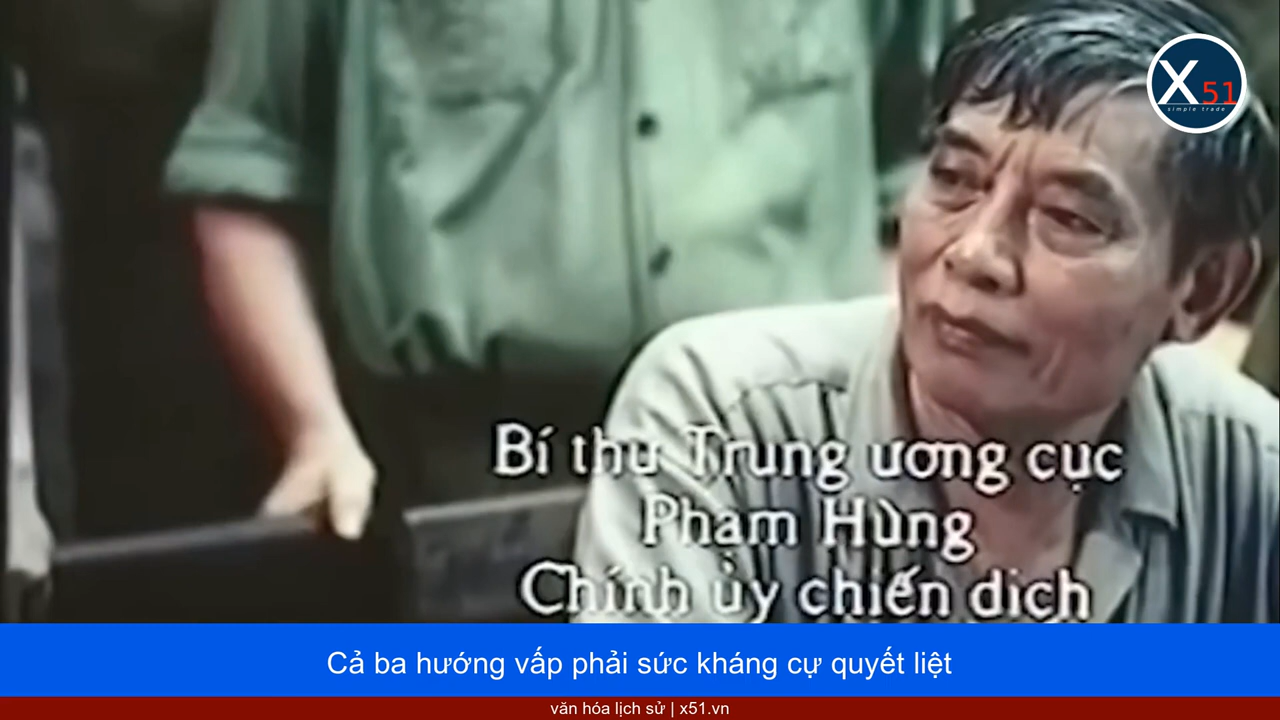 X51
simple trade
Bí thư Trung ương cục
Phạm Hùng
Chính ủy chiến dịch
Cả ba hướng vấp phải sức kháng cự quyết liệt
văn hóa lịch sử | x51.vn